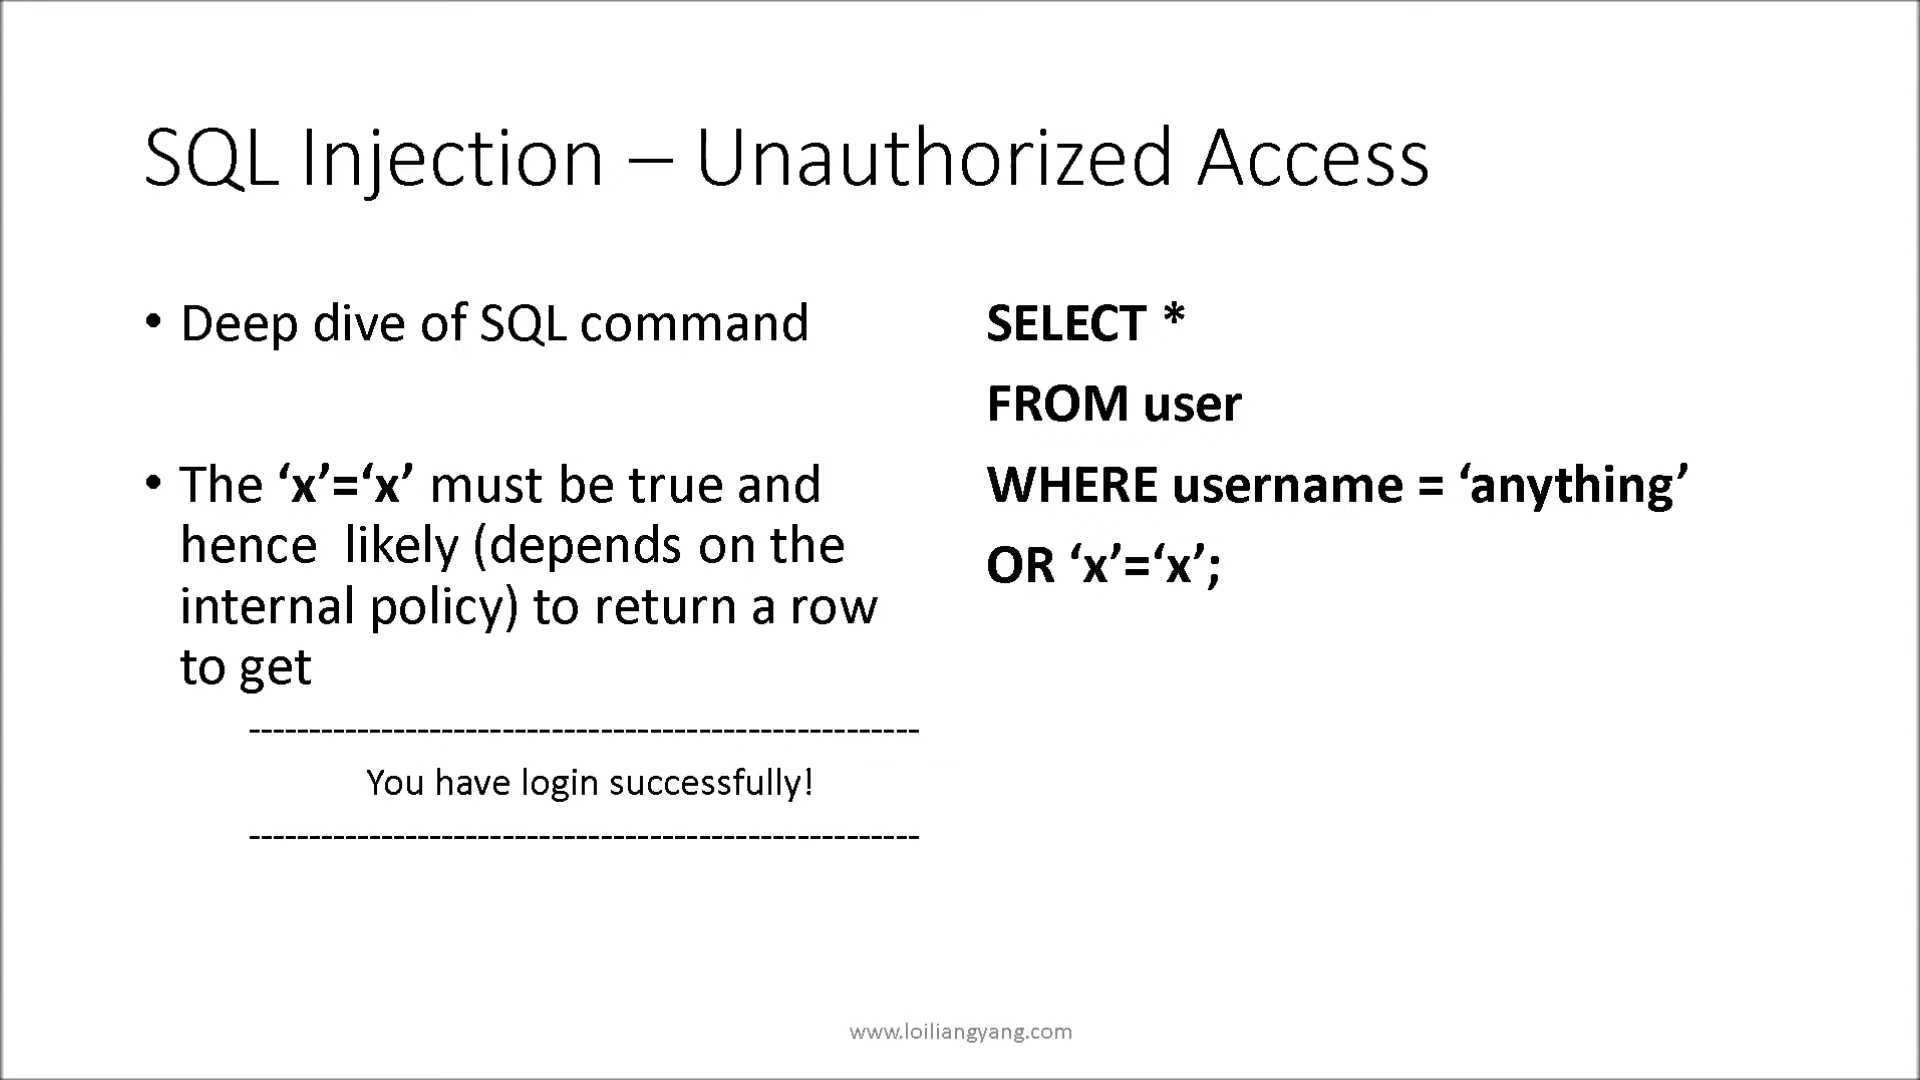 SQL Injection – Unauthorized Access
• Deep dive of SQL command
• The ‘x’=‘x’ must be true and
hence  likely (depends on the
internal policy) to return a row
to get
--------------------------------------------------------
You have login successfully!
--------------------------------------------------------
SELECT *
FROM user
WHERE username = ‘anything’
OR ‘x’=‘x’;
www.loiliangyang.com